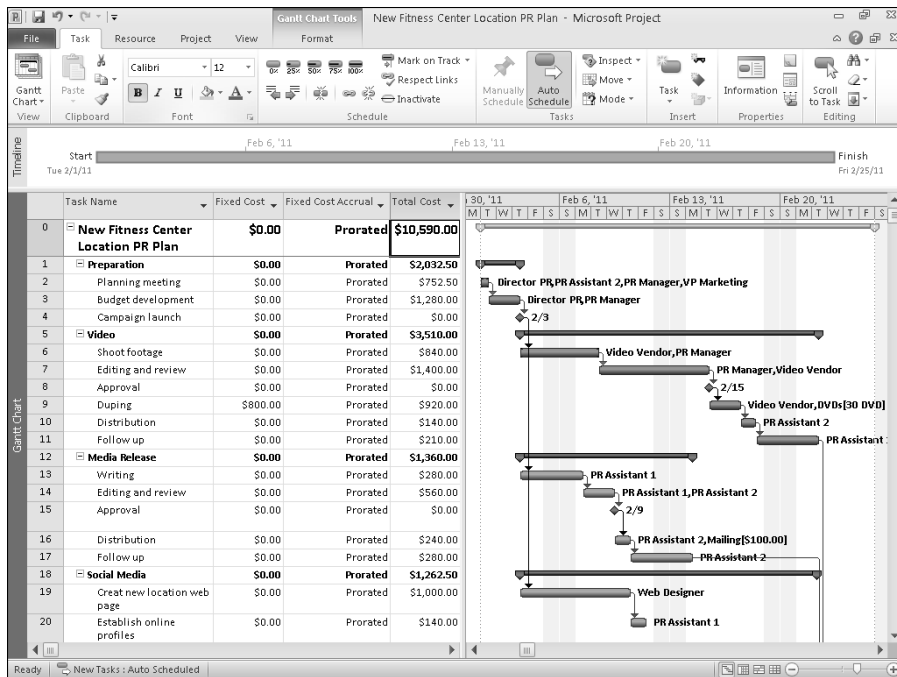 Gantt Chart Tools New Fitness Center Location PR Plan - Microsoft Project
File Task Resource Project View Format
Gantt Chart
View
Paste
Clipboard
Calibri 12
B I U A
Font
0% 25% 50% 75% 100%
Mark on Track
Respect Links
Inactivate
Schedule
Manually Schedule
Auto Schedule
Inspect
Move
Mode
Tasks
Task
Insert
Information
Properties
Scroll to Task
Editing
Timeline
Feb 6, '11 Feb 13, '11 Feb 20, '11
Start Finish
Tue 2/1/11 Fri 2/25/11
Gantt Chart
Task Name Fixed Cost Fixed Cost Accrual Total Cost
30, '11 Feb 6, '11 Feb 13, '11 Feb 20, '11
M T W T F S S M T W T F S S M T W T F S S M T W T F S
0 New Fitness Center Location PR Plan $0.00 Prorated $10,590.00
1 Preparation $0.00 Prorated $2,032.50
2 Planning meeting $0.00 Prorated $752.50 Director PR,PR Assistant 2,PR Manager,VP Marketing
3 Budget development $0.00 Prorated $1,280.00 Director PR,PR Manager
4 Campaign launch $0.00 Prorated $0.00 2/3
5 Video $0.00 Prorated $3,510.00
6 Shoot footage $0.00 Prorated $840.00 Video Vendor,PR Manager
7 Editing and review $0.00 Prorated $1,400.00 PR Manager,Video Vendor
8 Approval $0.00 Prorated $0.00 2/15
9 Duping $800.00 Prorated $920.00 Video Vendor,DVDs[30 DVD]
10 Distribution $0.00 Prorated $140.00 PR Assistant 2
11 Follow up $0.00 Prorated $210.00 PR Assistant
12 Media Release $0.00 Prorated $1,360.00
13 Writing $0.00 Prorated $280.00 PR Assistant 1
14 Editing and review $0.00 Prorated $560.00 PR Assistant 1,PR Assistant 2
15 Approval $0.00 Prorated $0.00 2/9
16 Distribution $0.00 Prorated $240.00 PR Assistant 2,Mailing[$100.00]
17 Follow up $0.00 Prorated $280.00 PR Assistant 2
18 Social Media $0.00 Prorated $1,262.50
19 Creat new location web page $0.00 Prorated $1,000.00 Web Designer
20 Establish online profiles $0.00 Prorated $140.00 PR Assistant 1
Ready New Tasks : Auto Scheduled